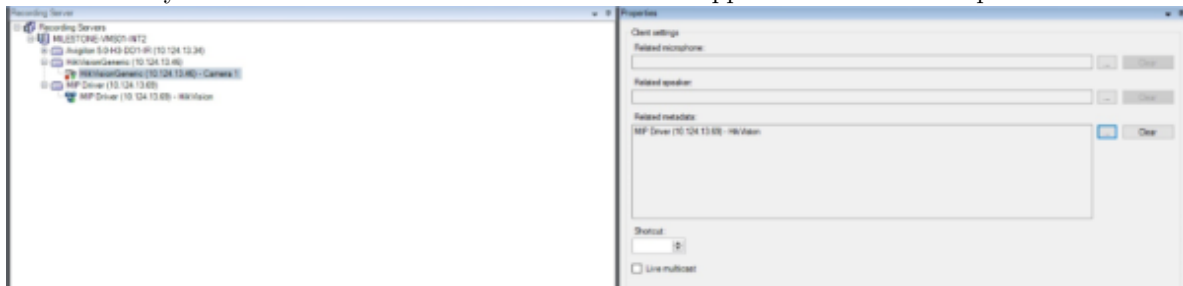 Recording Server
Recording Servers
MILESTONE-VMS01-INT2
Avigilon 5.0-H3-DO1-IR (10.124.13.34)
HikVisionGeneric (10.124.13.46)
HikVisionGeneric (10.124.13.46) - Camera 1
MIP Driver (10.124.13.69)
MIP Driver (10.124.13.69) - HikVision
Properties
Client settings
Related microphone:
... Clear
Related speaker:
... Clear
Related metadata:
MIP Driver (10.124.13.69) - HikVision
... Clear
Shortcut:
Live multicast